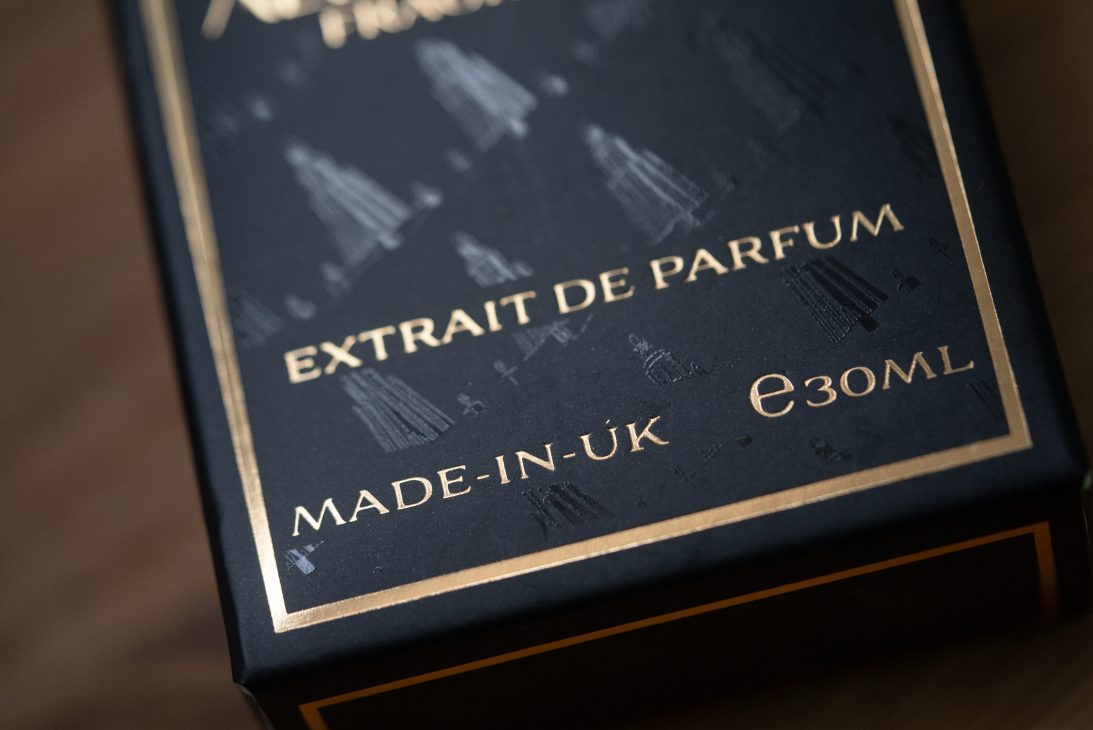 EXTRAIT DE PARFUM
MADE-IN-UK
℮30ML